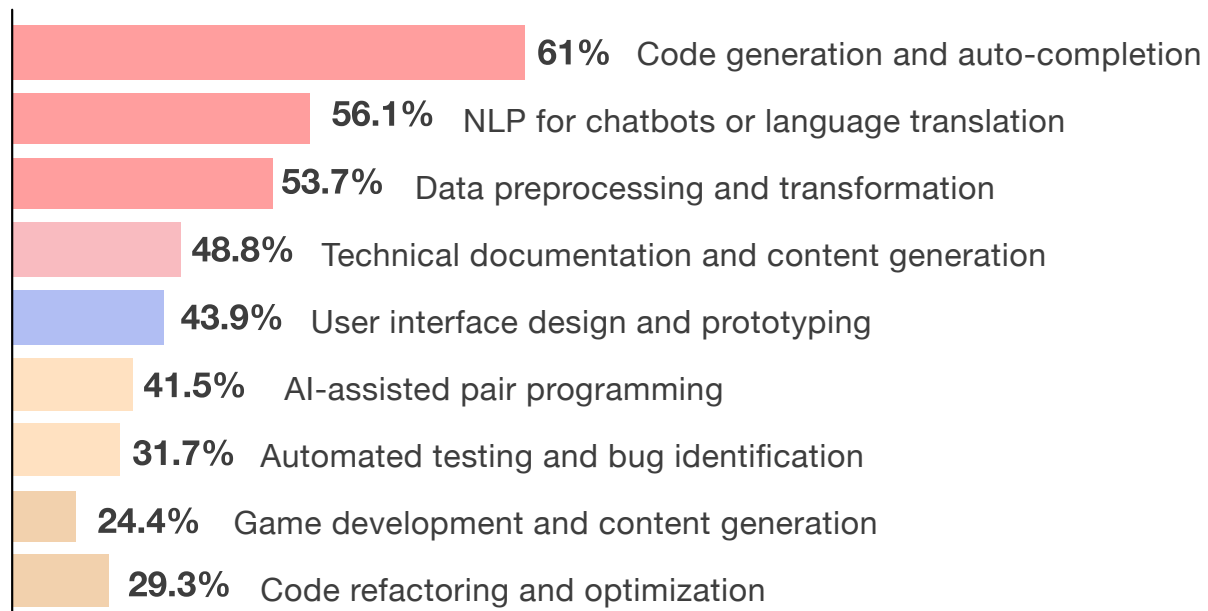 61% Code generation and auto-completion
56.1% NLP for chatbots or language translation
53.7% Data preprocessing and transformation
48.8% Technical documentation and content generation
43.9% User interface design and prototyping
41.5% AI-assisted pair programming
31.7% Automated testing and bug identification
24.4% Game development and content generation
29.3% Code refactoring and optimization